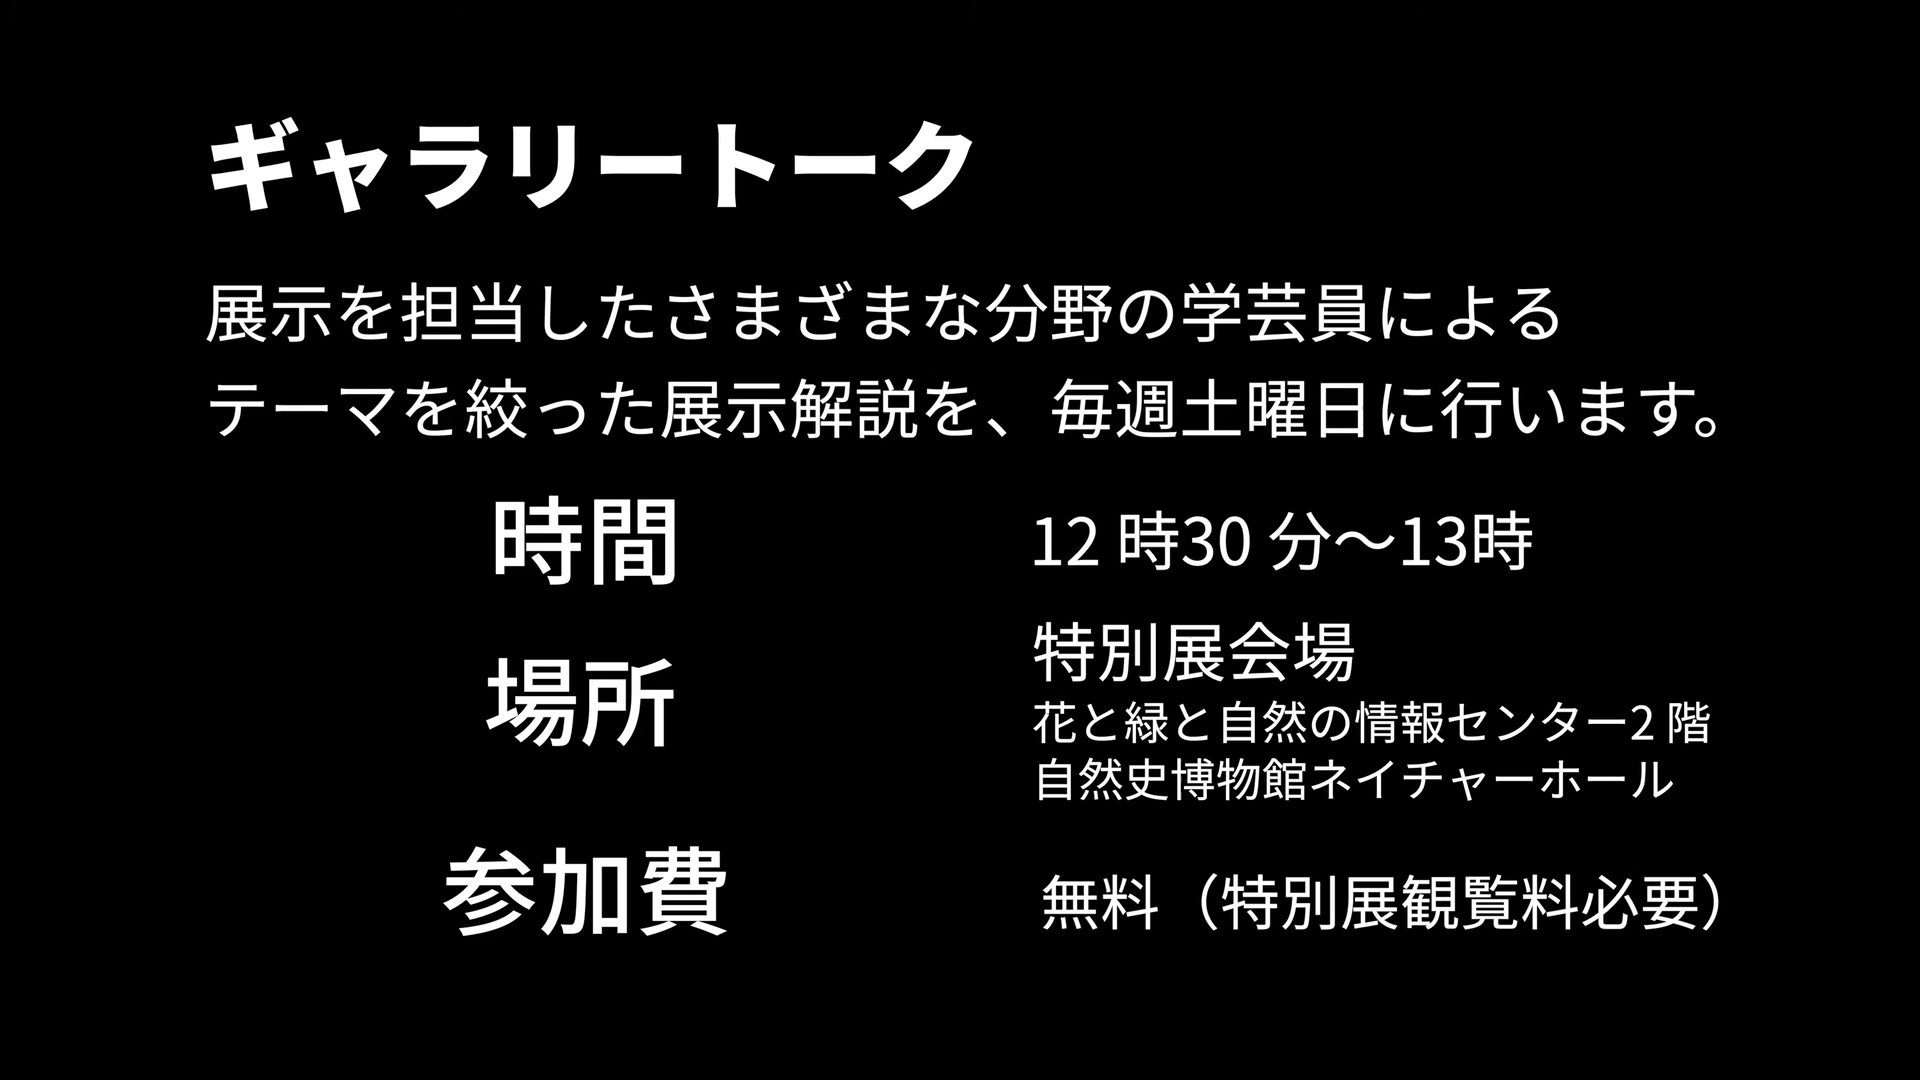 ギャラリートーク
展示を担当したさまざまな分野の学芸員による
テーマを絞った展示解説を、毎週土曜日に行います。
時間
12 時30 分～13時
場所
特別展会場
花と緑と自然の情報センター2 階
自然史博物館ネイチャーホール
参加費
無料（特別展観覧料必要）